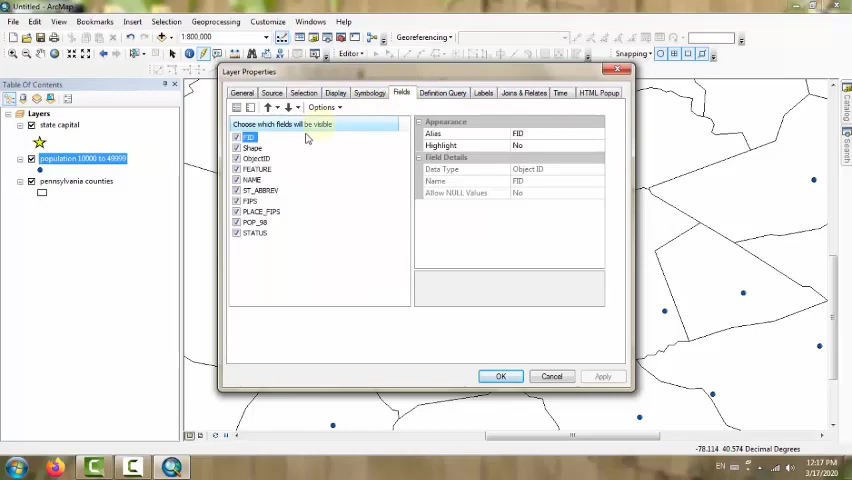 Untitled - ArcMap
File Edit View Bookmarks Insert Selection Geoprocessing Customize Windows Help
1:800,000 Editor Georeferencing Snapping
Table Of Contents
Layers
state capital
population 10000 to 49999
pennsylvania counties
Layer Properties
General Source Selection Display Symbology Fields Definition Query Labels Joins & Relates Time HTML Popup
Options
Choose which fields will be visible
FID
Shape
ObjectID
FEATURE
NAME
ST_ABBREV
FIPS
PLACE_FIPS
POP_98
STATUS
Appearance
Alias FID
Highlight No
Field Details
Data Type Object ID
Name FID
Allow NULL Values No
OK Cancel Apply
Catalog
Search
-78.114 40.574 Decimal Degrees
EN
12:17 PM
3/17/2020